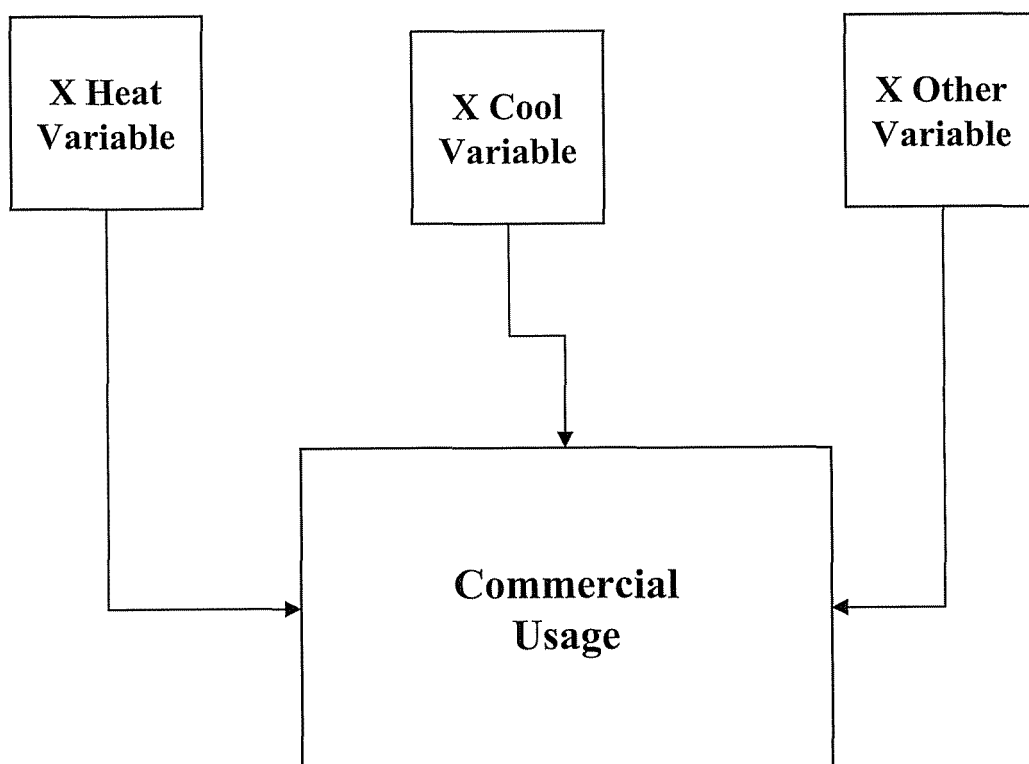 X Heat
Variable
X Cool
Variable
X Other
Variable
Commercial
Usage